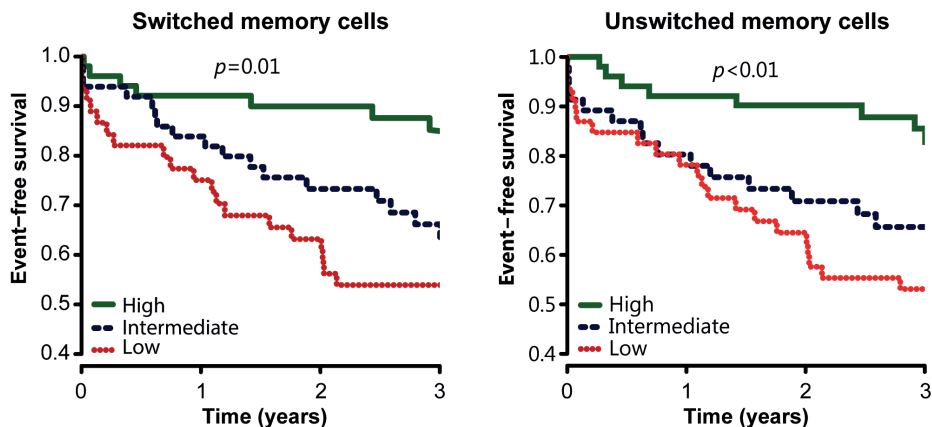 Switched memory cells
p=0.01
Event–free survival
1.0
0.9
0.8
0.7
0.6
0.5
0.4
High
Intermediate
Low
0 1 2 3
Time (years)
Unswitched memory cells
p<0.01
Event–free survival
1.0
0.9
0.8
0.7
0.6
0.5
0.4
High
Intermediate
Low
0 1 2 3
Time (years)